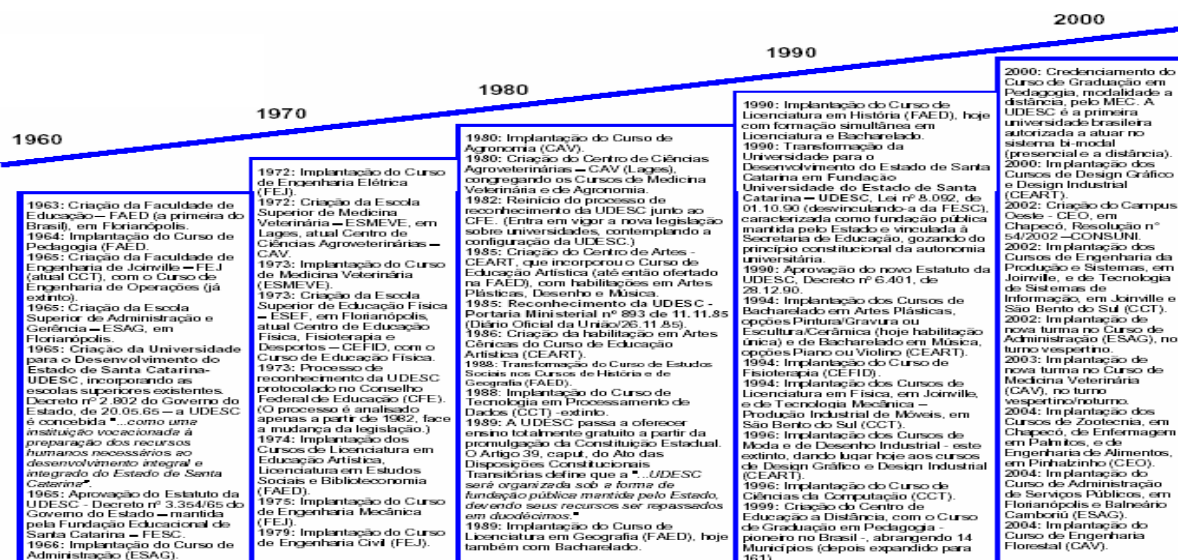 1960
1963: Criação da Faculdade de
Educação – FAED (a primeira do
Brasil), em Florianópolis.
1964: Implantação do Curso de
Pedagogia (FAED.
1965: Criação da Faculdade de
Engenharia de Joinville – FEJ
(atual CCT), com o Curso de
Engenharia de Operações (já
extinto).
1965: Criação da Escola
Superior de Administração e
Gerência – ESAG, em
Florianópolis.
1965: Criação da Universidade
para o Desenvolvimento do
Estado de Santa Catarina-
UDESC, incorporando as
escolas superiores existentes.
Decreto nº 2.802 do Governo do
Estado, de 20.05.65 – a UDESC
é concebida "...como uma
instituição vocacionada à
preparação dos recursos
humanos necessários ao
desenvolvimento integral e
integrado do Estado de Santa
Catarina".
1965: Aprovação do Estatuto da
UDESC - Decreto nº 3.354/65 do
Governo do Estado – mantida
pela Fundação Educacional de
Santa Catarina – FESC.
1966: Implantação do Curso de
Administração (ESAG).
1970
1972: Implantação do Curso
de Engenharia Elétrica
(FEJ).
1972: Criação da Escola
Superior de Medicina
Veterinária – ESMEVE, em
Lages, atual Centro de
Ciências Agroveterinárias –
CAV.
1973: Implantação do Curso
de Medicina Veterinária
(ESMEVE).
1973: Criação da Escola
Superior de Educação Física
– ESEF, em Florianópolis,
atual Centro de Educação
Física, Fisioterapia e
Desportos – CEFID, com o
Curso de Educação Física.
1973: Processo de
reconhecimento da UDESC
protocolado no Conselho
Federal de Educação (CFE).
(O processo é analisado
apenas a partir de 1982, face
a mudança da legislação.)
1974: Implantação dos
Cursos de Licenciatura em
Educação Artística,
Licenciatura em Estudos
Sociais e Biblioteconomia
(FAED).
1975: Implantação do Curso
de Engenharia Mecânica
(FEJ).
1979: Implantação do Curso
de Engenharia Civil (FEJ).
1980
1980: Implantação do Curso de
Agronomia (CAV).
1980: Criação do Centro de Ciências
Agroveterinárias – CAV (Lages),
congregando os Cursos de Medicina
Veterinária e de Agronomia.
1982: Reinício do processo de
reconhecimento da UDESC junto ao
CFE. (Entra em vigor a nova legislação
sobre universidades, contemplando a
configuração da UDESC.)
1985: Criação do Centro de Artes -
CEART, que incorporou o Curso de
Educação Artística (até então ofertado
na FAED), com habilitações em Artes
Plásticas, Desenho e Música.
1985: Reconhecimento da UDESC -
Portaria Ministerial nº 893 de 11.11.85
(Diário Oficial da União/26.11.85).
1986: Criação da habilitação em Artes
Cênicas do Curso de Educação
Artística (CEART).
1988: Transformação do Curso de Estudos
Sociais nos Cursos de História e de
Geografia (FAED).
1988: Implantação do Curso de
Tecnologia em Processamento de
Dados (CCT) -extinto.
1989: A UDESC passa a oferecer
ensino totalmente gratuito a partir da
promulgação da Constituição Estadual.
O Artigo 39, caput, do Ato das
Disposições Constitucionais
Transitórias define que a "...UDESC
será organizada sob a forma de
fundação pública mantida pelo Estado,
devendo seus recursos ser repassados
em duodécimos."
1989: Implantação do Curso de
Licenciatura em Geografia (FAED), hoje
também com Bacharelado.
1990
1990: Implantação do Curso de
Licenciatura em História (FAED), hoje
com formação simultânea em
Licenciatura e Bacharelado.
1990: Transformação da
Universidade para o
Desenvolvimento do Estado de Santa
Catarina em Fundação
Universidade do Estado de Santa
Catarina – UDESC, Lei nº 8.092, de
01.10.90 (desvinculando-a da FESC),
caracterizada como fundação pública
mantida pelo Estado e vinculada à
Secretaria de Educação, gozando do
princípio constitucional da autonomia
universitária.
1990: Aprovação do novo Estatuto da
UDESC, Decreto nº 6.401, de
28.12.90.
1994: Implantação dos Cursos de
Bacharelado em Artes Plásticas,
opções Pintura/Gravura ou
Escultura/Cerâmica (hoje habilitação
única) e de Bacharelado em Música,
opções Piano ou Violino (CEART).
1994: Implantação do Curso de
Fisioterapia (CEFID).
1994: Implantação dos Cursos de
Licenciatura em Física, em Joinville,
e de Tecnologia Mecânica –
Produção Industrial de Móveis, em
São Bento do Sul (CCT).
1996: Implantação dos Cursos de
Moda e de Desenho Industrial - este
extinto, dando lugar hoje aos cursos
de Design Gráfico e Design Industrial
(CEART).
1996: Implantação do Curso de
Ciências da Computação (CCT).
1999: Criação do Centro de
Educação a Distância, com o Curso
de Graduação em Pedagogia -
pioneiro no Brasil -, abrangendo 14
Municípios (depois expandido para
161).
2000
2000: Credenciamento do
Curso de Graduação em
Pedagogia, modalidade a
distância, pelo MEC. A
UDESC é a primeira
universidade brasileira
autorizada a atuar no
sistema bi-modal
(presencial e a distância).
2000: Implantação dos
Cursos de Design Gráfico
e Design Industrial
(CEART).
2002: Criação do Campus
Oeste - CEO, em
Chapecó, Resolução nº
54/2002 –CONSUNI.
2002: Implantação dos
Cursos de Engenharia da
Produção e Sistemas, em
Joinville, e de Tecnologia
de Sistemas de
Informação, em Joinville e
São Bento do Sul (CCT).
2002: Implantação de
nova turma no Curso de
Administração (ESAG), no
turno vespertino.
2003: Implantação de
nova turma no Curso de
Medicina Veterinária
(CAV), no turno
vespertino/noturno.
2004: Implantação dos
Cursos de Zootecnia, em
Chapecó, de Enfermagem
em Palmitos, e de
Engenharia de Alimentos,
em Pinhalzinho (CEO).
2004: Implantação do
Curso de Administração
de Serviços Públicos, em
Florianópolis e Balneário
Camboriú (ESAG).
2004: Implantação do
Curso de Engenharia
Florestal (CAV).